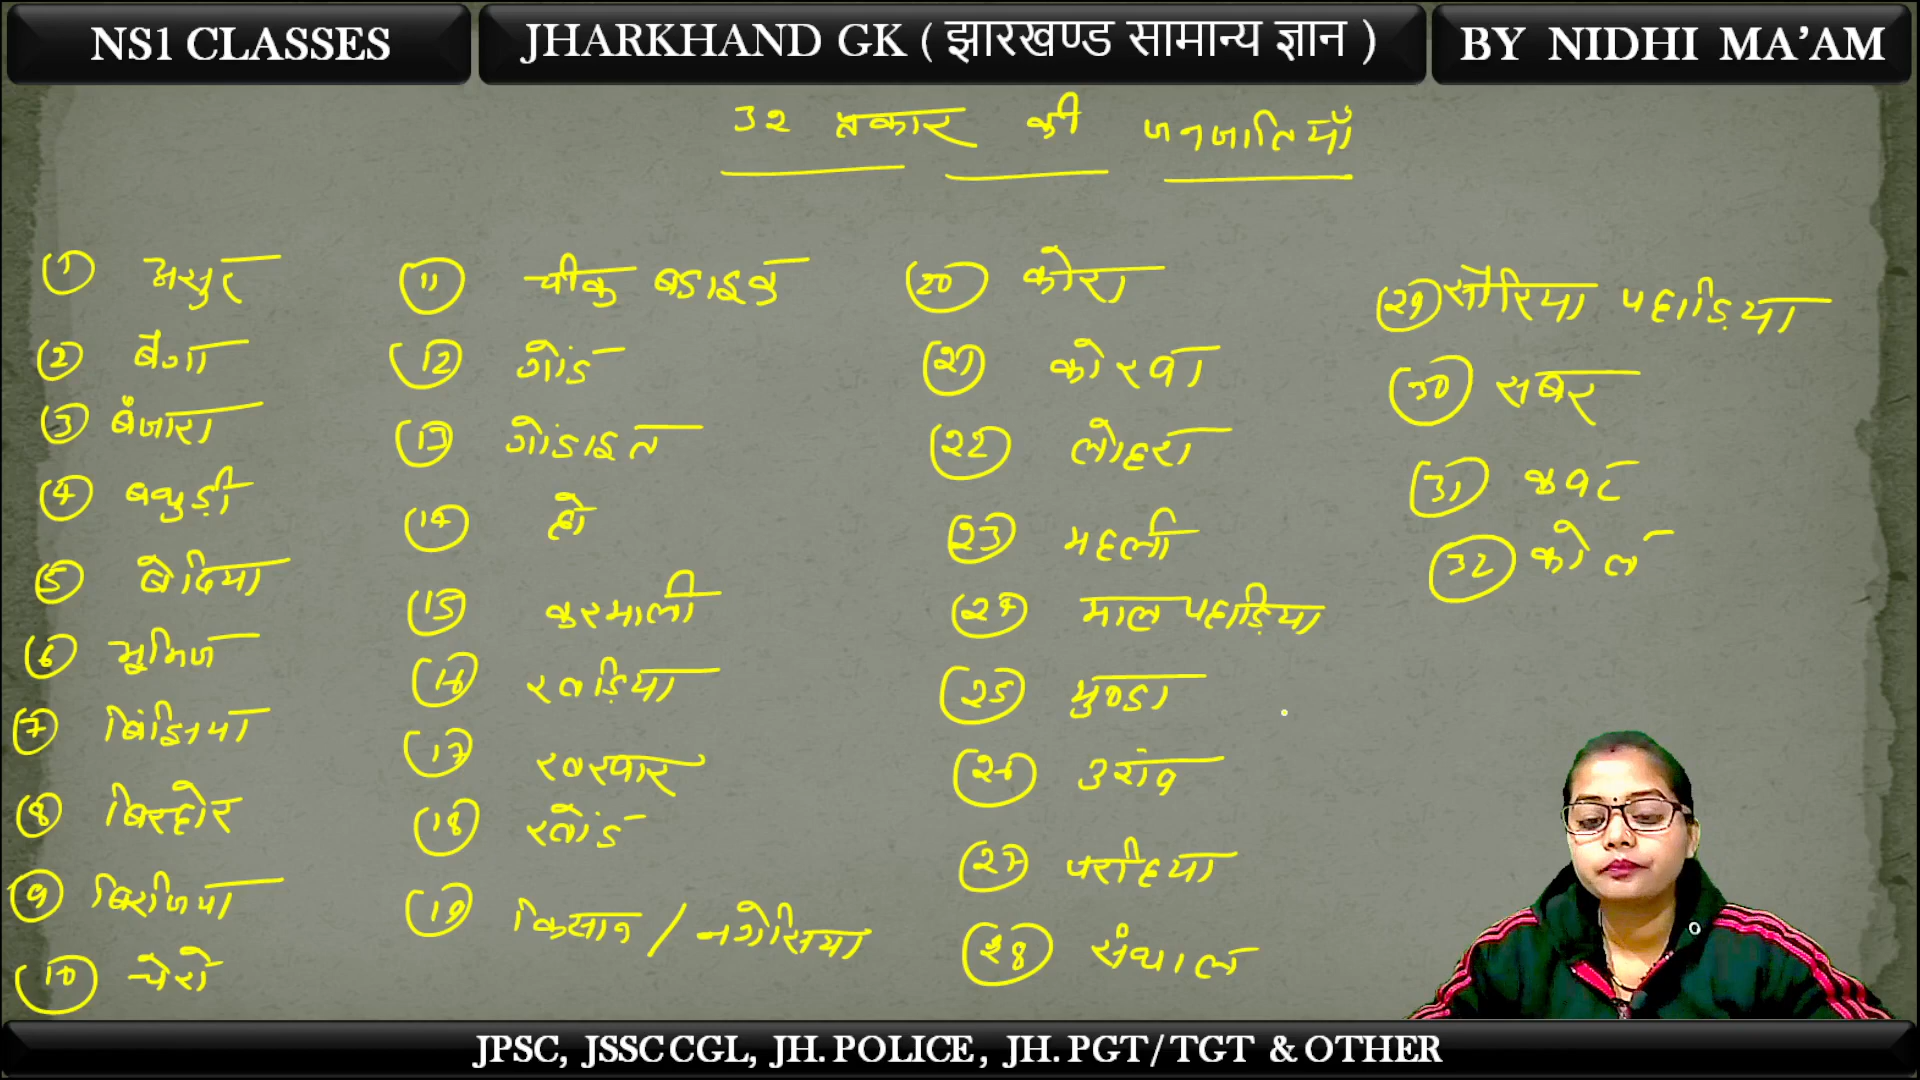 NS1 CLASSES
JHARKHAND GK ( झारखण्ड सामान्य ज्ञान )
BY NIDHI MA'AM
32 प्रकार की जनजातियाँ
1 असुर
2 बैगा
3 बंजारा
4 बथुड़ी
5 बेदिया
6 भूमिज
7 बिंझिया
8 बिरहोर
9 बिरजिया
10 चेरो
11 चीक बड़ाइक
12 गोंड
13 गोंडाइत
14 हो
15 करमाली
16 खड़िया
17 खरवार
18 खोंड
19 किसान / नगेसिया
20 कोरा
21 कोरवा
22 लोहरा
23 महली
24 माल पहाड़िया
25 मुण्डा
26 उरांव
27 परहिया
28 संथाल
29 सौरिया पहाड़िया
30 सबर
31 कवर
32 कोल
JPSC, JSSC CGL, JH. POLICE, JH. PGT/ TGT & OTHER